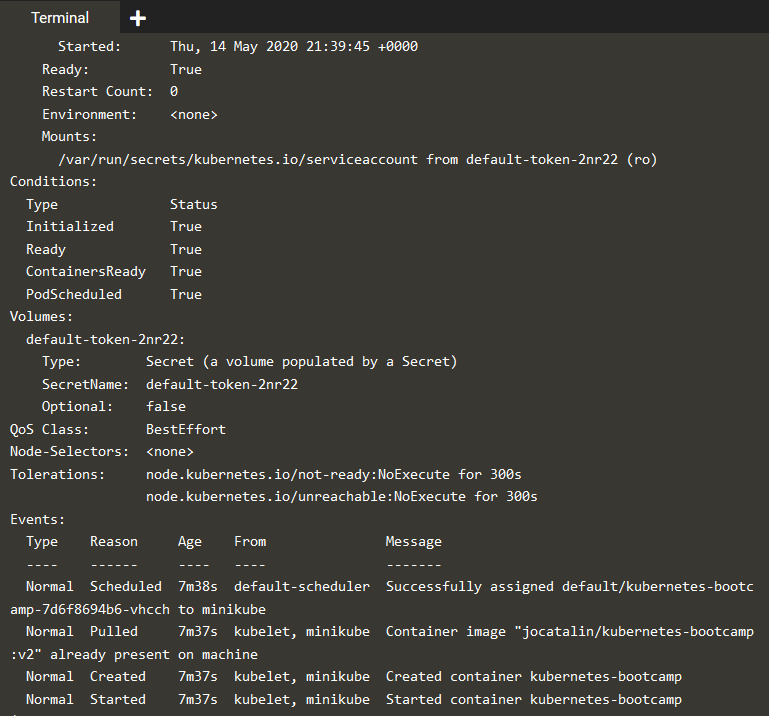 Terminal +
Started: Thu, 14 May 2020 21:39:45 +0000
Ready: True
Restart Count: 0
Environment: <none>
Mounts:
/var/run/secrets/kubernetes.io/serviceaccount from default-token-2nr22 (ro)
Conditions:
Type Status
Initialized True
Ready True
ContainersReady True
PodScheduled True
Volumes:
default-token-2nr22:
Type: Secret (a volume populated by a Secret)
SecretName: default-token-2nr22
Optional: false
QoS Class: BestEffort
Node-Selectors: <none>
Tolerations: node.kubernetes.io/not-ready:NoExecute for 300s
node.kubernetes.io/unreachable:NoExecute for 300s
Events:
Type Reason Age From Message
---- ------ ---- ---- -------
Normal Scheduled 7m38s default-scheduler Successfully assigned default/kubernetes-bootc
amp-7d6f8694b6-vhcch to minikube
Normal Pulled 7m37s kubelet, minikube Container image "jocatalin/kubernetes-bootcamp
:v2" already present on machine
Normal Created 7m37s kubelet, minikube Created container kubernetes-bootcamp
Normal Started 7m37s kubelet, minikube Started container kubernetes-bootcamp